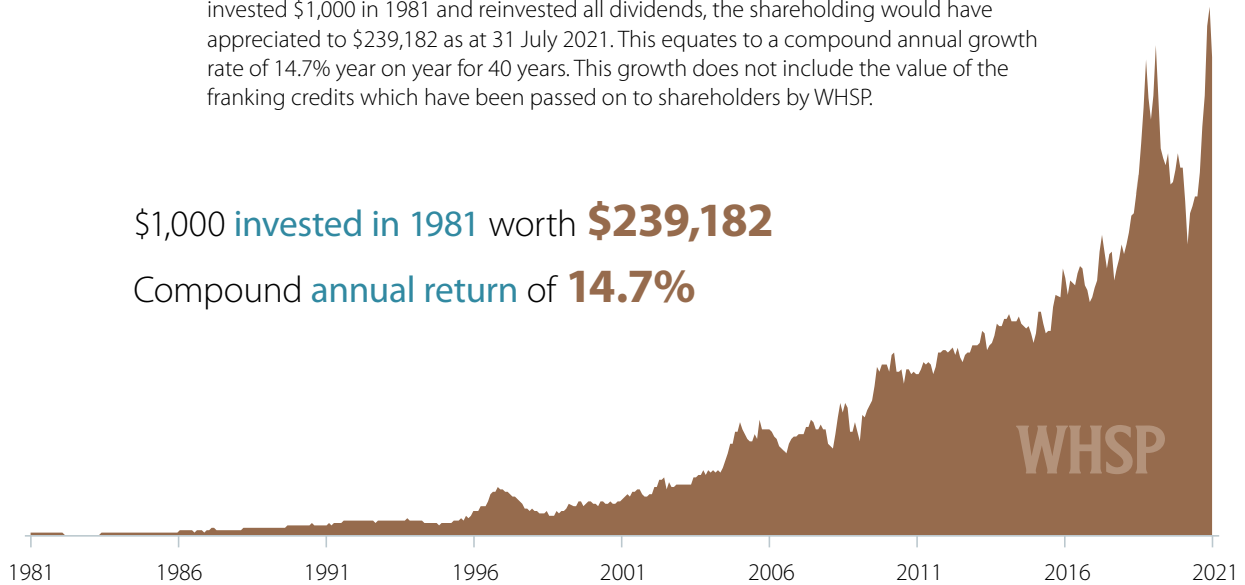 invested $1,000 in 1981 and reinvested all dividends, the shareholding would have
appreciated to $239,182 as at 31 July 2021. This equates to a compound annual growth
rate of 14.7% year on year for 40 years. This growth does not include the value of the
franking credits which have been passed on to shareholders by WHSP.
$1,000 invested in 1981 worth $239,182
Compound annual return of 14.7%
WHSP
1981 1986 1991 1996 2001 2006 2011 2016 2021